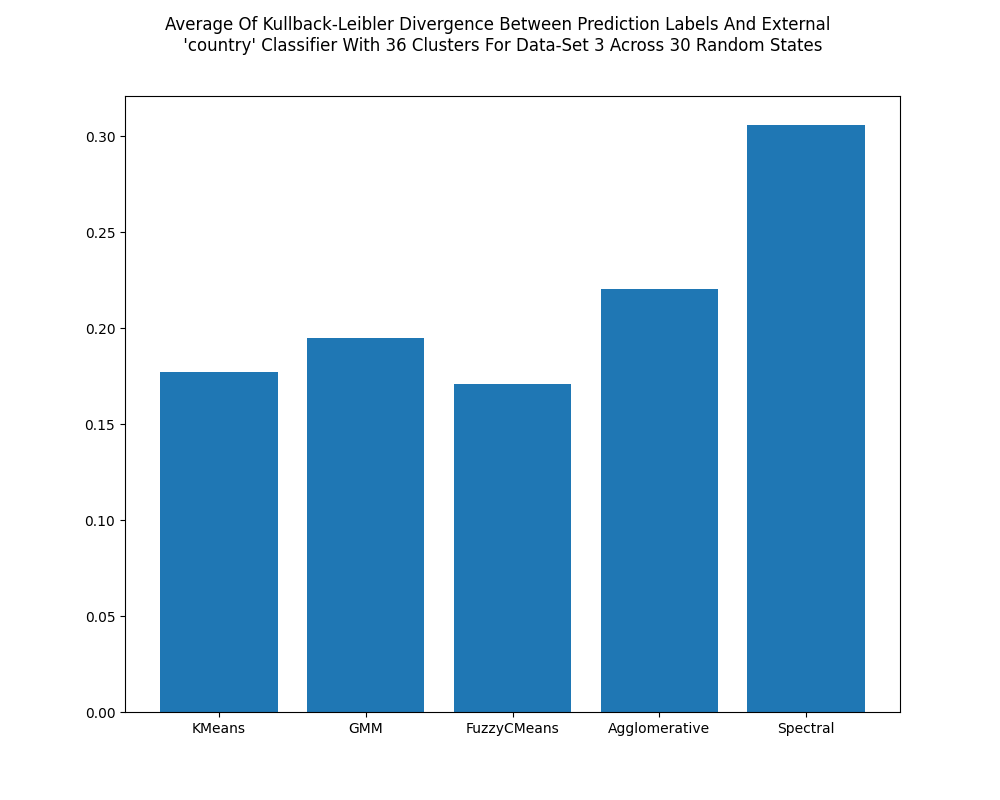 Average Of Kullback-Leibler Divergence Between Prediction Labels And External
'country' Classifier With 36 Clusters For Data-Set 3 Across 30 Random States
0.30
0.25
0.20
0.15
0.10
0.05
0.00
KMeans GMM FuzzyCMeans Agglomerative Spectral